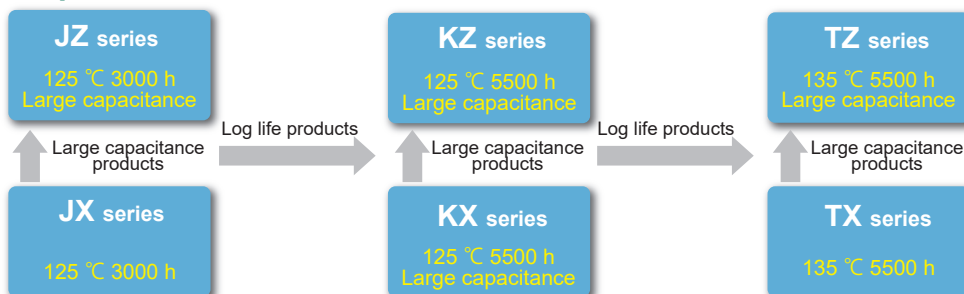 JZ series
125 ℃ 3000 h
Large capacitance
KZ series
125 ℃ 5500 h
Large capacitance
TZ series
135 ℃ 5500 h
Large capacitance
Large capacitance
products
Log life products
Large capacitance
products
Log life products
Large capacitance
products
JX series
125 ℃ 3000 h
KX series
125 ℃ 5500 h
Large capacitance
TX series
135 ℃ 5500 h